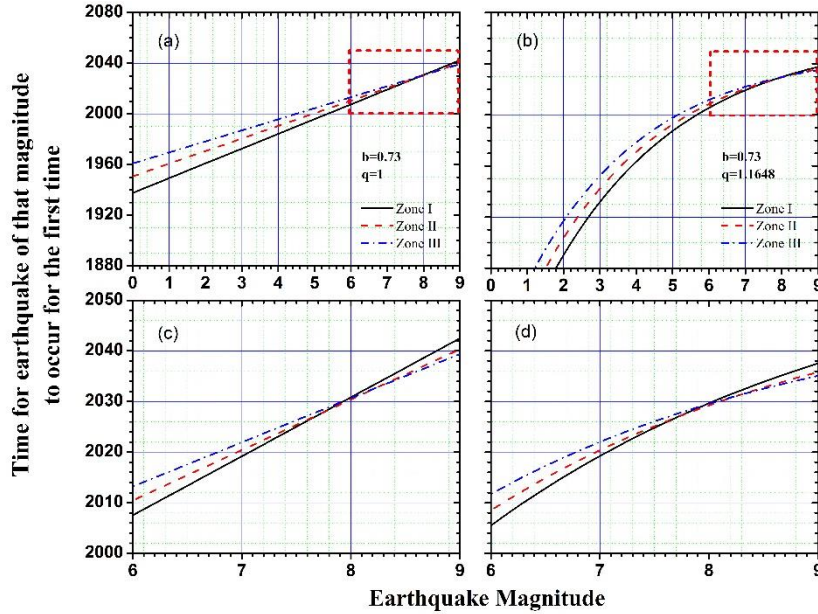 Time for earthquake of that magnitude
to occur for the first time
2080
2040
2000
1960
1920
1880
(a)
b=0.73
q=1
Zone I
Zone II
Zone III
0 1 2 3 4 5 6 7 8 9
(b)
b=0.73
q=1.1648
Zone I
Zone II
Zone III
0 1 2 3 4 5 6 7 8 9
2050
2040
2030
2020
2010
2000
(c)
6 7 8 9
(d)
6 7 8 9
Earthquake Magnitude